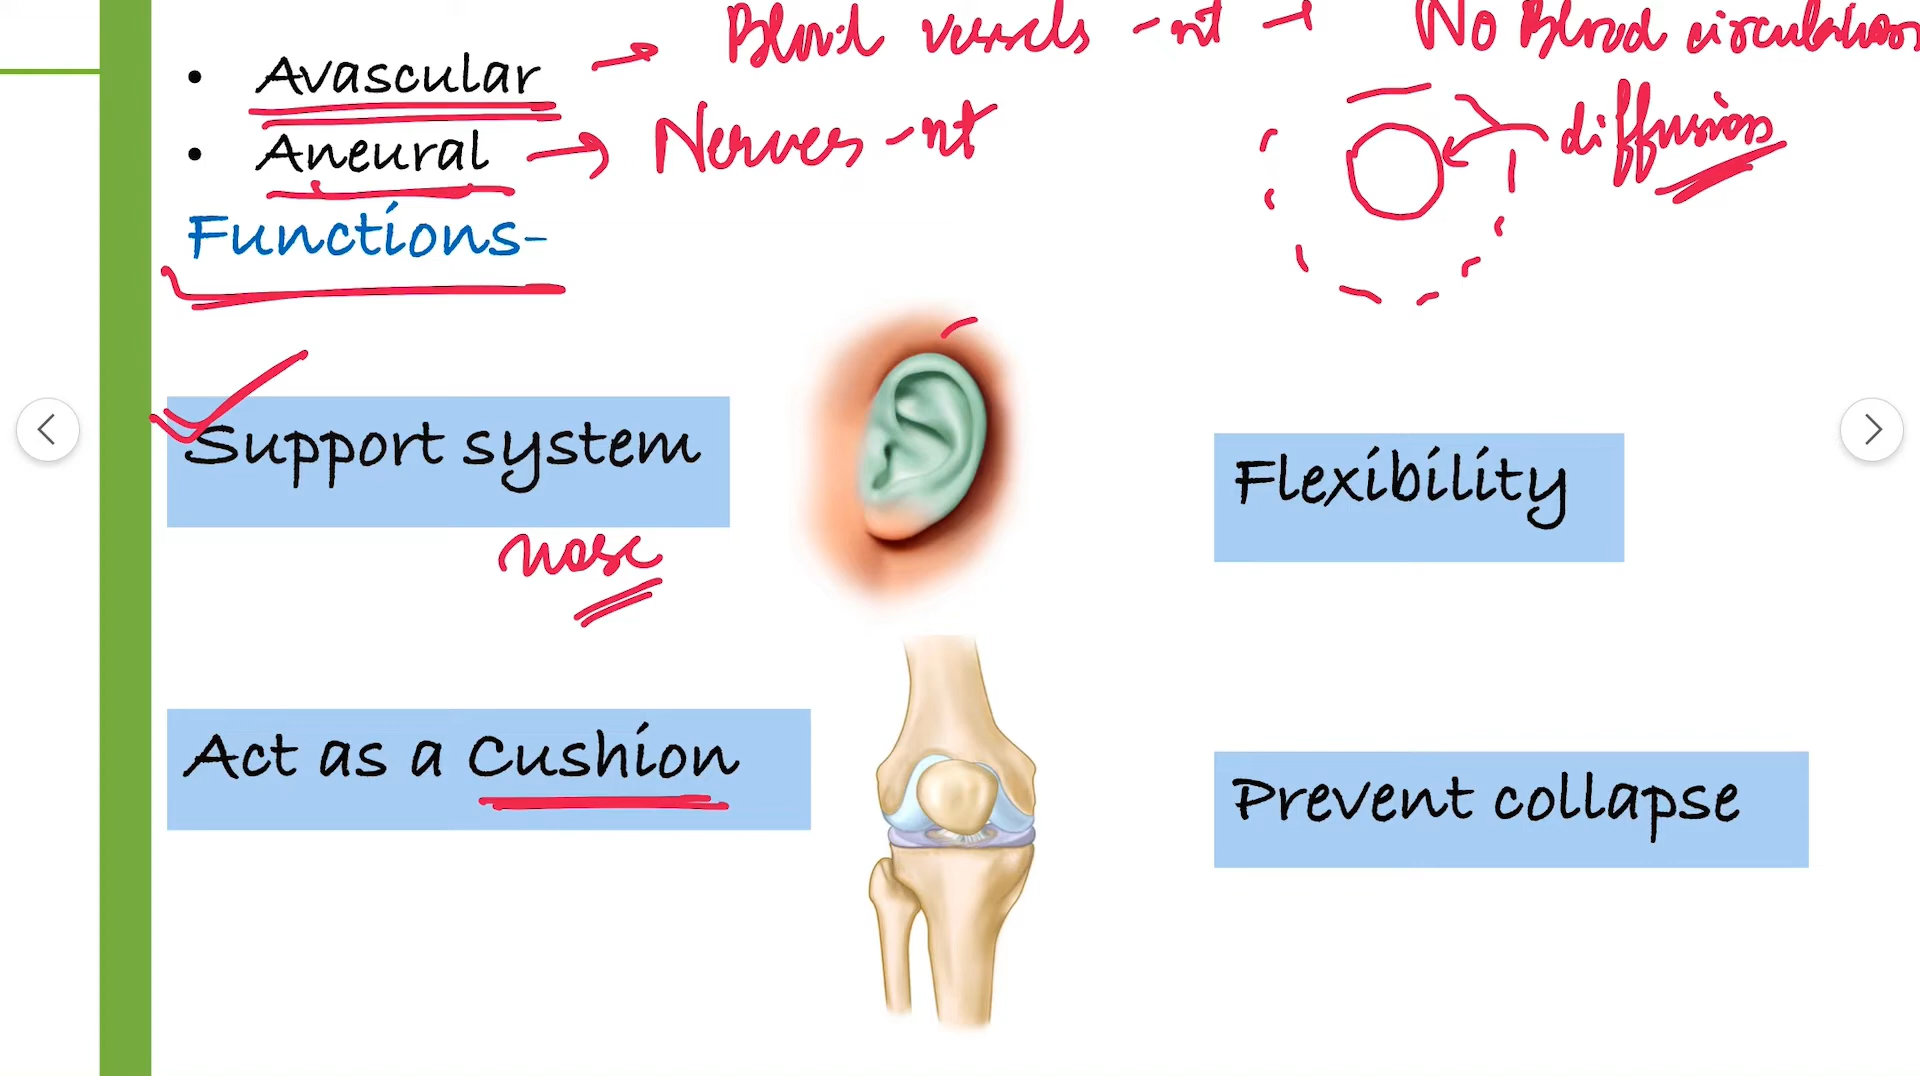 Blood vessels -nt → No Blood circulation
• Avascular →
diffusion
• Aneural → Nerves -nt
Functions-
Support system
Flexibility
nose
Act as a Cushion
Prevent collapse